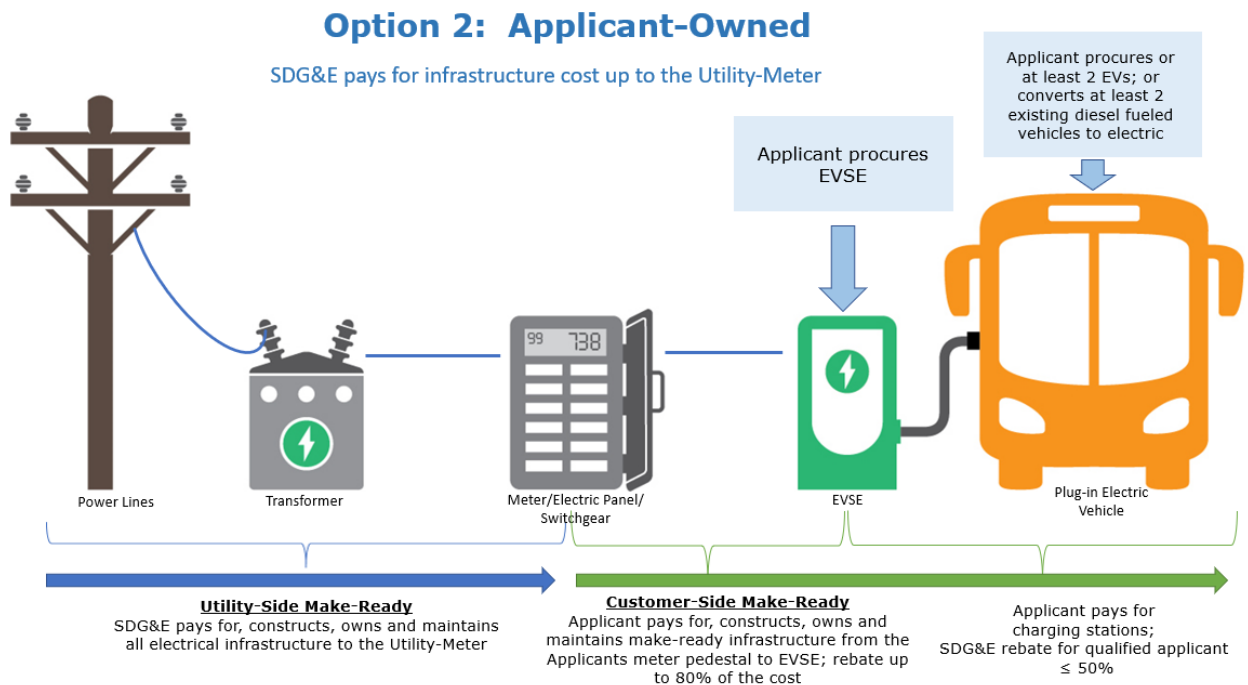 Option 2: Applicant-Owned
SDG&E pays for infrastructure cost up to the Utility-Meter
Applicant procures or
at least 2 EVs; or
converts at least 2
existing diesel fueled
vehicles to electric
Applicant procures
EVSE
99 738
Power Lines
Transformer
Meter/Electric Panel/
Switchgear
EVSE
Plug-in Electric
Vehicle
Utility-Side Make-Ready
SDG&E pays for, constructs, owns and maintains
all electrical infrastructure to the Utility-Meter
Customer-Side Make-Ready
Applicant pays for, constructs, owns and
maintains make-ready infrastructure from the
Applicants meter pedestal to EVSE; rebate up
to 80% of the cost
Applicant pays for
charging stations;
SDG&E rebate for qualified applicant
≤ 50%